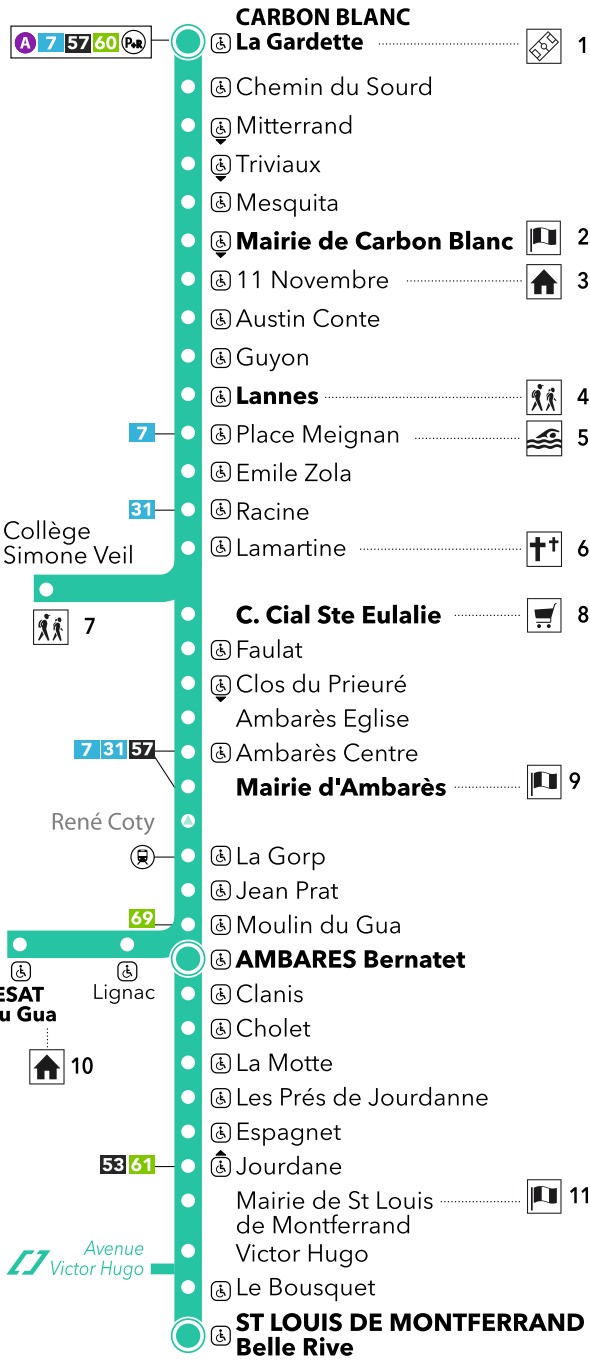 CARBON BLANC
A 7 57 60 P+R La Gardette 1
Chemin du Sourd
Mitterrand
Triviaux
Mesquita
Mairie de Carbon Blanc 2
11 Novembre 3
Austin Conte
Guyon
Lannes 4
7 Place Meignan 5
Emile Zola
31 Racine
Lamartine 6
Collège
Simone Veil
7
C. Cial Ste Eulalie 8
Faulat
Clos du Prieuré
Ambarès Eglise
7 31 57 Ambarès Centre
Mairie d'Ambarès 9
René Coty
La Gorp
Jean Prat
69 Moulin du Gua
AMBARES Bernatet
ESAT
u Gua
Lignac
10
Clanis
Cholet
La Motte
Les Prés de Jourdanne
Espagnet
53 61 Jourdane
Mairie de St Louis 11
de Montferrand
Victor Hugo
Avenue
Victor Hugo
Le Bousquet
ST LOUIS DE MONTFERRAND
Belle Rive